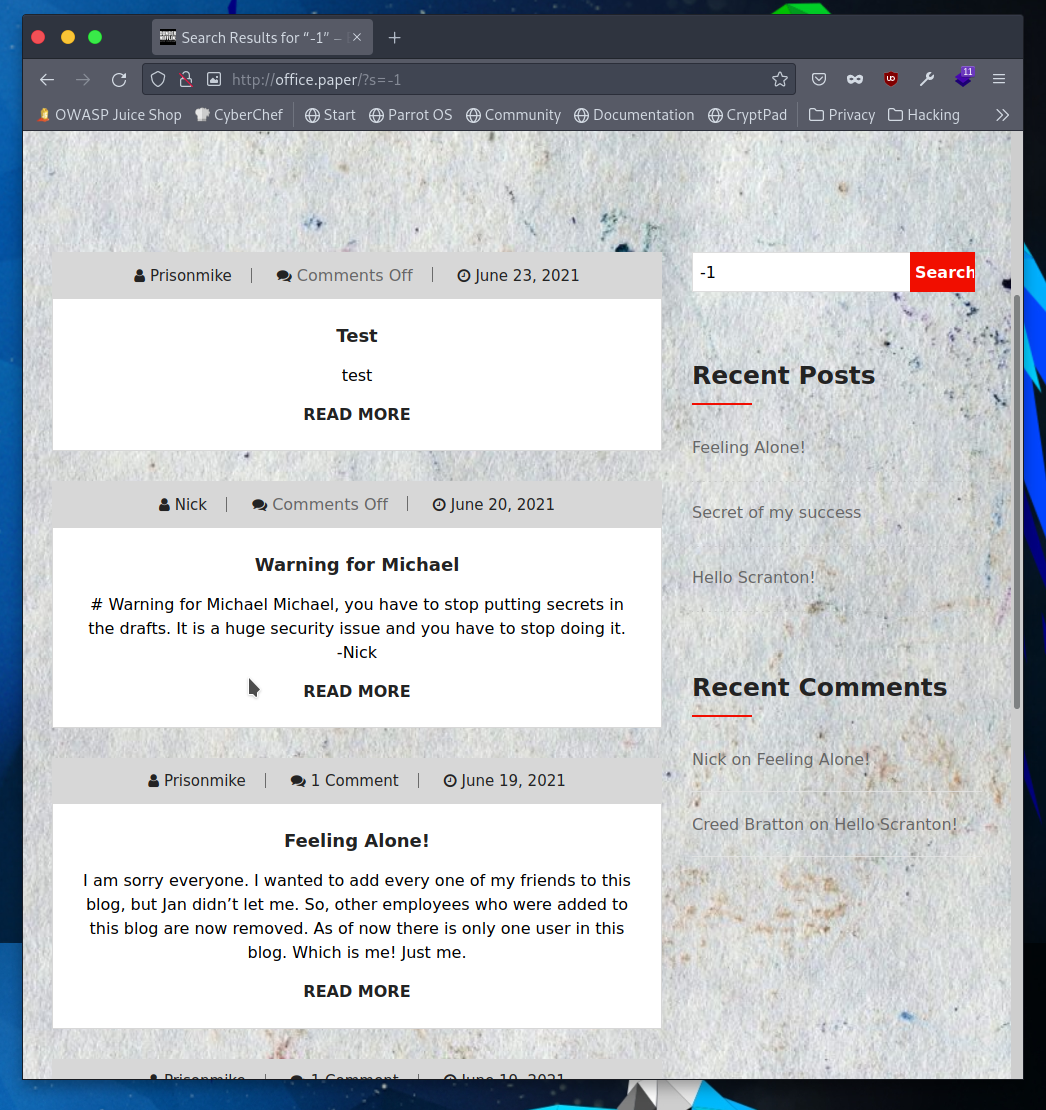 Search Results for “-1” –
http://office.paper/?s=-1
11
OWASP Juice Shop CyberChef Start Parrot OS Community Documentation CryptPad Privacy Hacking
Prisonmike Comments Off June 23, 2021
Test
test
READ MORE
Nick Comments Off June 20, 2021
Warning for Michael
# Warning for Michael Michael, you have to stop putting secrets in
the drafts. It is a huge security issue and you have to stop doing it.
-Nick
READ MORE
Prisonmike 1 Comment June 19, 2021
Feeling Alone!
I am sorry everyone. I wanted to add every one of my friends to this
blog, but Jan didn’t let me. So, other employees who were added to
this blog are now removed. As of now there is only one user in this
blog. Which is me! Just me.
READ MORE
Prisonmike 1 Comment June 19, 2021
-1 Search
Recent Posts
Feeling Alone!
Secret of my success
Hello Scranton!
Recent Comments
Nick on Feeling Alone!
Creed Bratton on Hello Scranton!